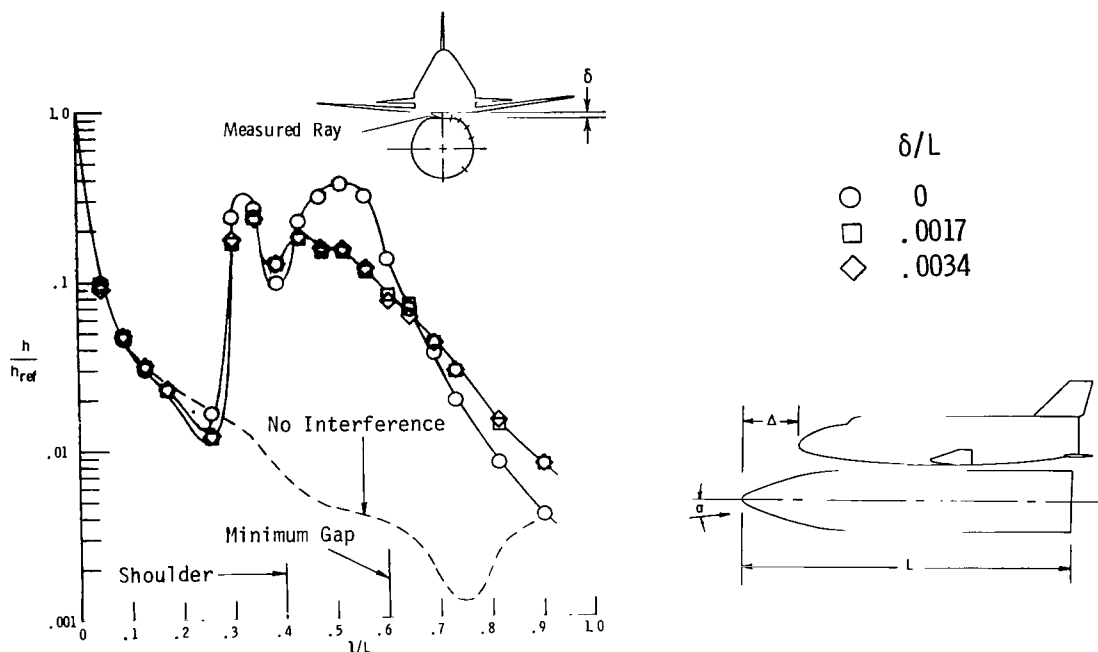 δ
Measured Ray
1.0
.1
h
h_ref
.01
.001
No Interference
Minimum Gap
Shoulder
0 .1 .2 .3 .4 .5 .6 .7 .8 .9 1.0
l/L
δ/L
0
.0017
.0034
Δ
α
L